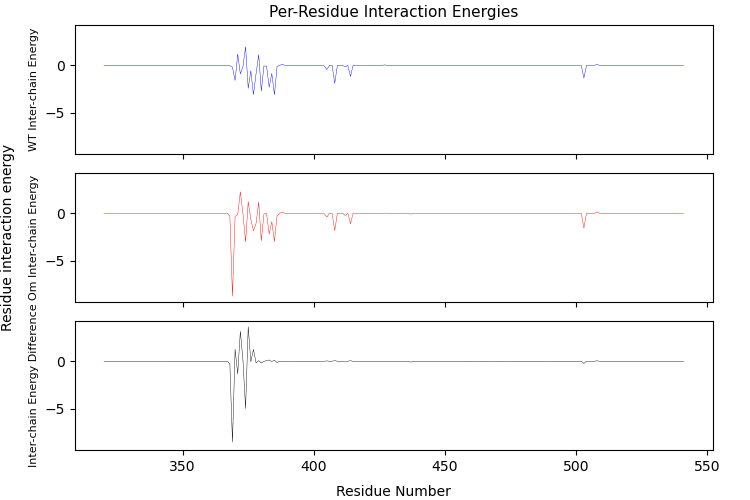 Per-Residue Interaction Energies
Residue interaction energy
WT Inter-chain Energy
0
−5
Om Inter-chain Energy
0
−5
Inter-chain Energy Difference
0
−5
350
400
450
500
550
Residue Number